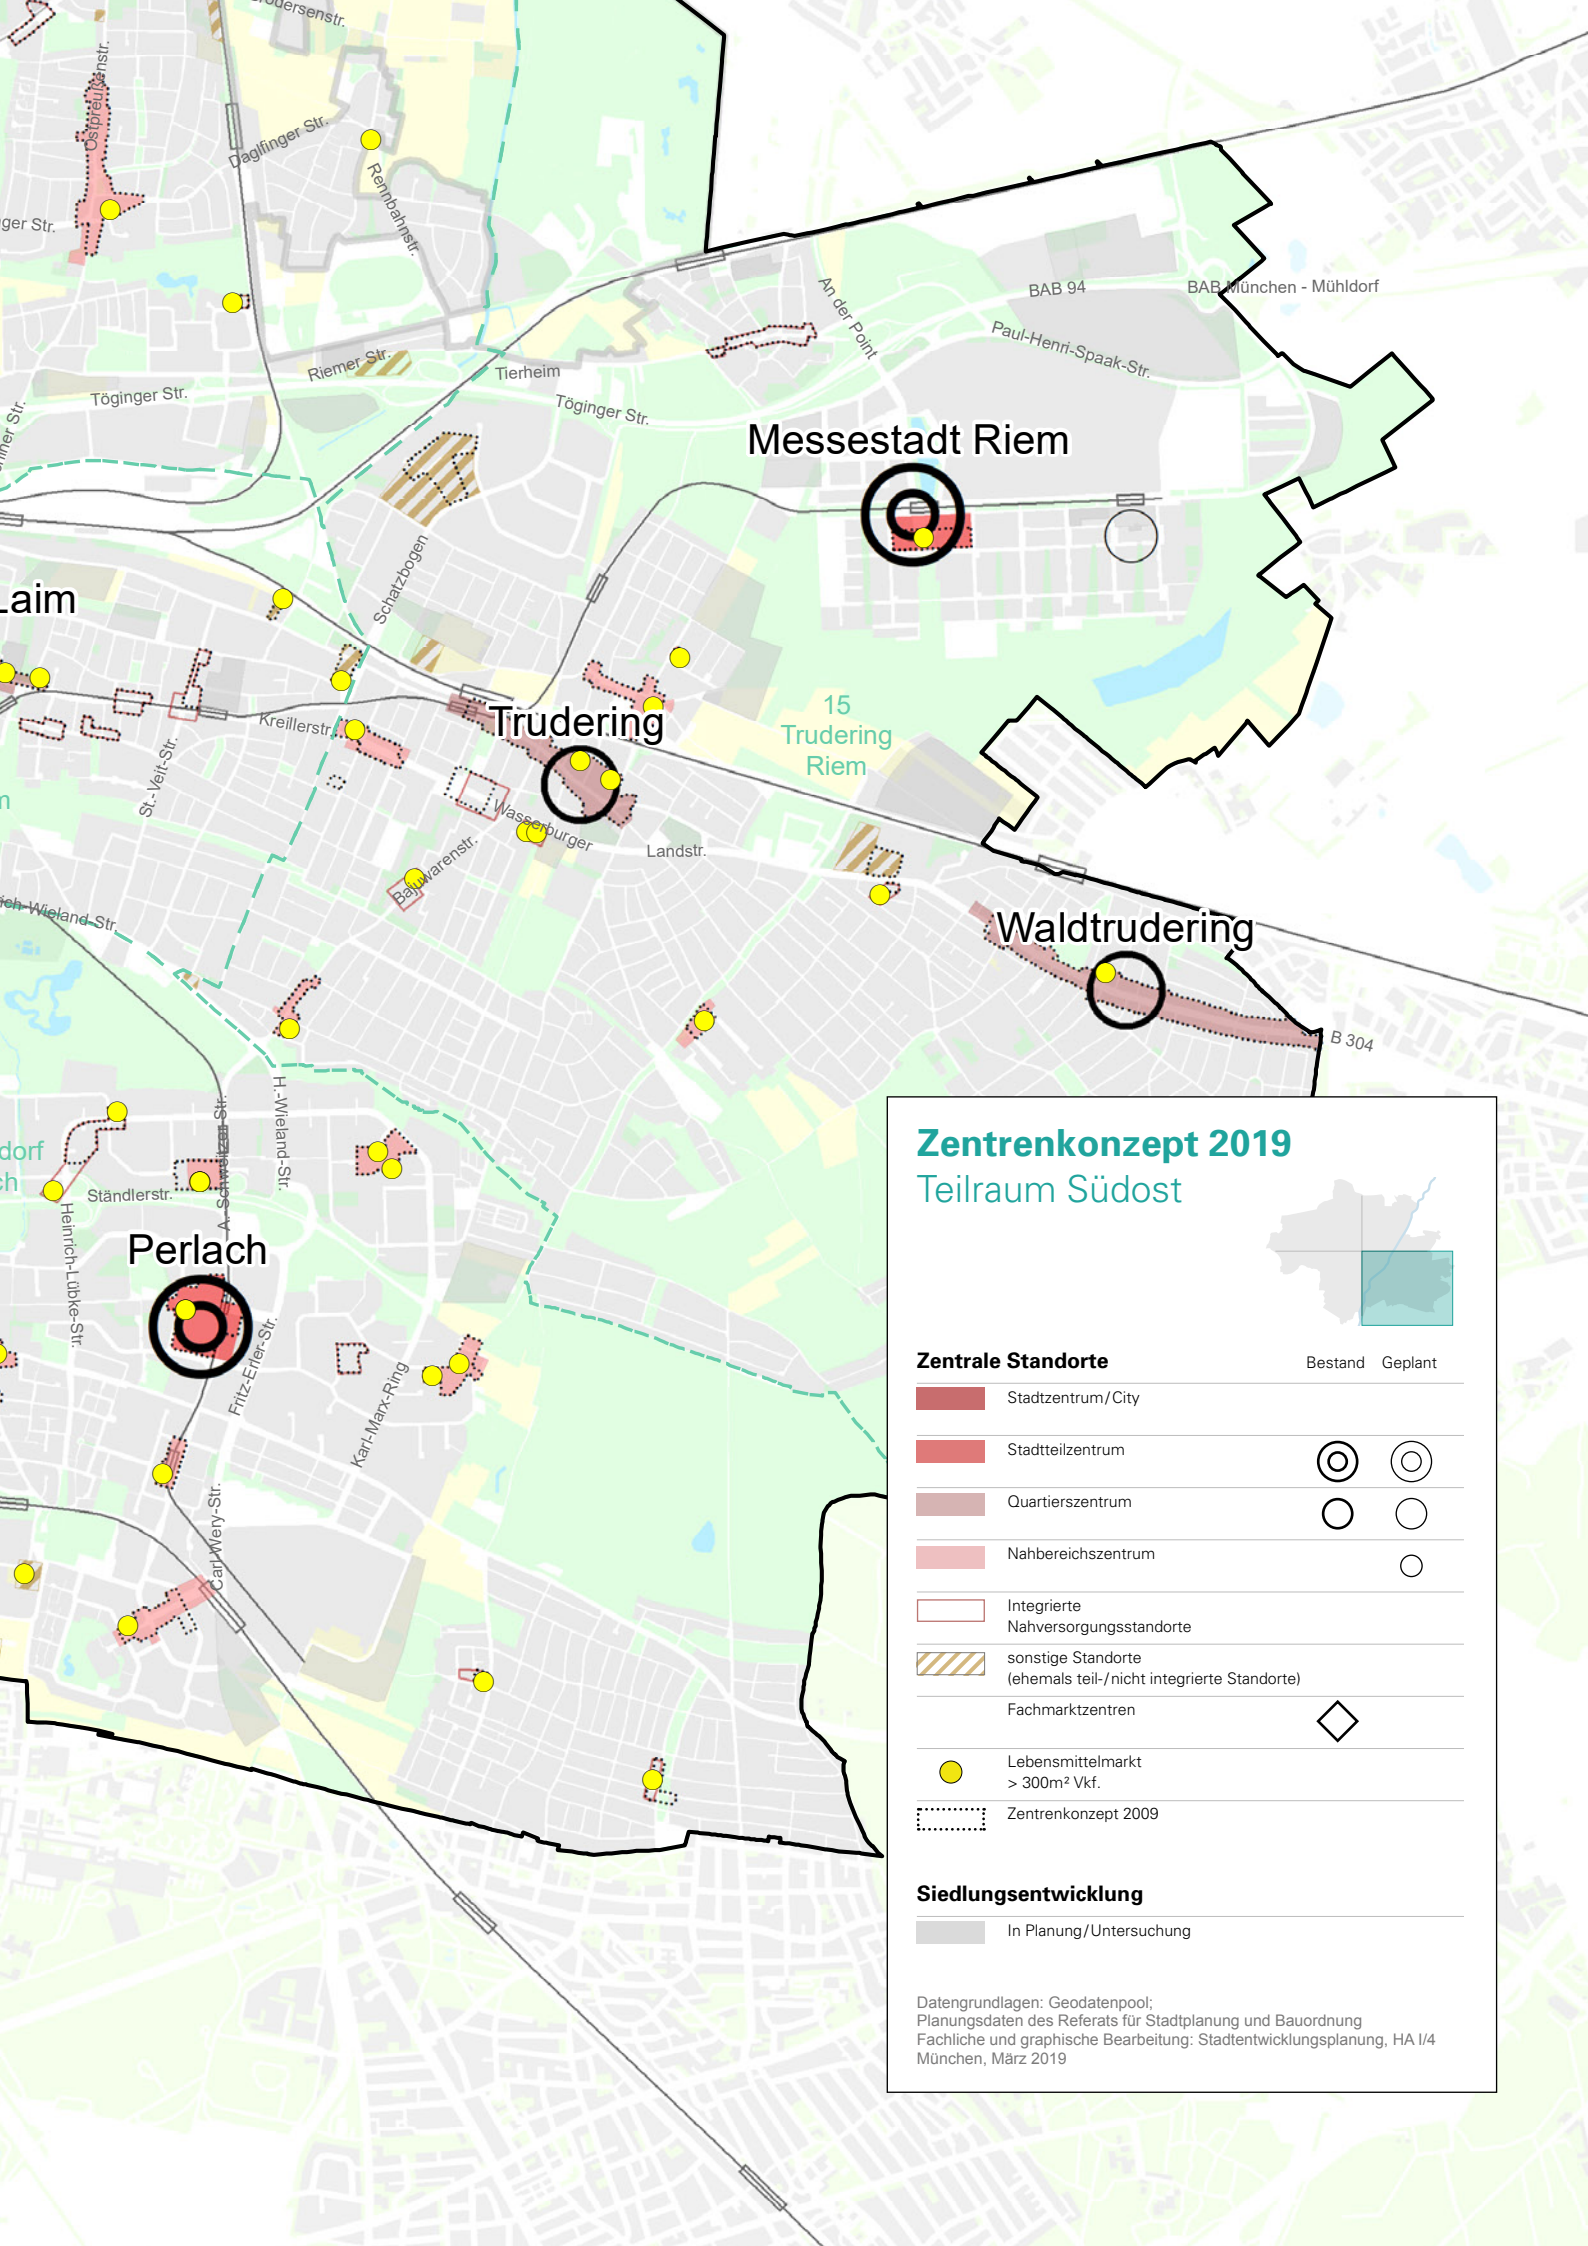 Ostpreußenstr.
Daglfinger Str.
Rennbahnstr.
BAB 94
BAB München - Mühldorf
An der Point
Paul-Henri-Spaak-Str.
Riemer Str.
Tierheim
Töginger Str.
Töginger Str.
Messestadt Riem
Schatzbogen
Laim
Kreillerstr.
Trudering
15
Trudering
Riem
St.-Veit-Str.
Wasserburger
Landstr.
Bajuwarenstr.
Waldtrudering
B 304
H.-Wieland-Str.
A.-Schweitzer-Str.
Ständlerstr.
Heinrich-Lübke-Str.
Perlach
Fritz-Erler-Str.
Karl-Marx-Ring
Carl-Wery-Str.
Zentrenkonzept 2019
Teilraum Südost
Zentrale Standorte Bestand Geplant
Stadtzentrum/City
Stadtteilzentrum
Quartierszentrum
Nahbereichszentrum
Integrierte
Nahversorgungsstandorte
sonstige Standorte
(ehemals teil-/nicht integrierte Standorte)
Fachmarktzentren
Lebensmittelmarkt
> 300m² Vkf.
Zentrenkonzept 2009
Siedlungsentwicklung
In Planung/Untersuchung
Datengrundlagen: Geodatenpool;
Planungsdaten des Referats für Stadtplanung und Bauordnung
Fachliche und graphische Bearbeitung: Stadtentwicklungsplanung, HA I/4
München, März 2019